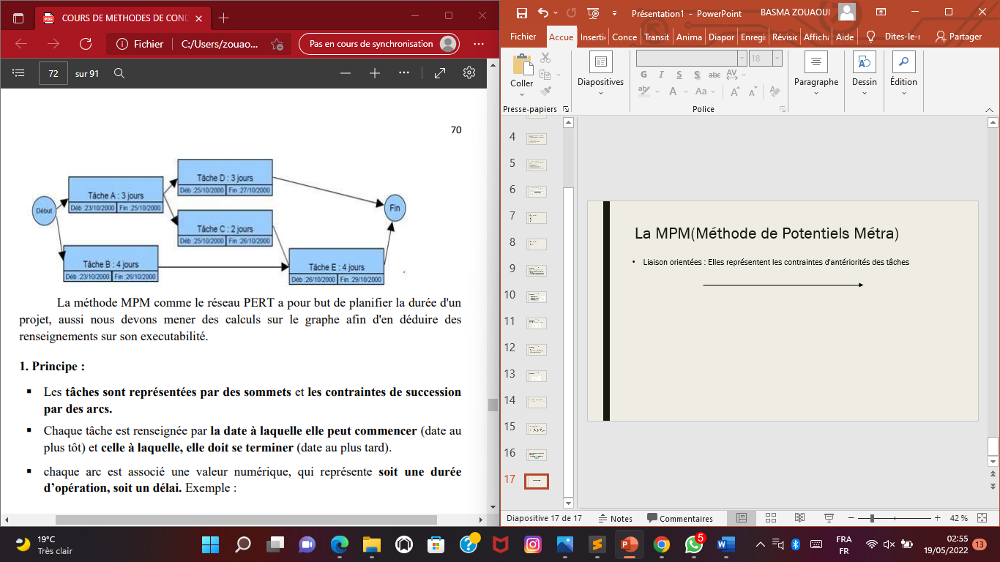 COURS DE METHODES DE COND
Fichier
C:/Users/zouao...
Pas en cours de synchronisation
72
sur 91
70
Début
Tâche A : 3 jours
Déb :23/10/2000
Fin :25/10/2000
Tâche D : 3 jours
Déb :25/10/2000
Fin :27/10/2000
Tâche C : 2 jours
Déb :25/10/2000
Fin :26/10/2000
Tâche B : 4 jours
Déb :23/10/2000
Fin :26/10/2000
Tâche E : 4 jours
Déb :26/10/2000
Fin :29/10/2000
Fin
La méthode MPM comme le réseau PERT a pour but de planifier la durée d'un
projet, aussi nous devons mener des calculs sur le graphe afin d'en déduire des
renseignements sur son executabilité.
1. Principe :
▪ Les tâches sont représentées par des sommets et les contraintes de succession
par des arcs.
▪ Chaque tâche est renseignée par la date à laquelle elle peut commencer (date au
plus tôt) et celle à laquelle, elle doit se terminer (date au plus tard).
▪ chaque arc est associé une valeur numérique, qui représente soit une durée
d’opération, soit un délai. Exemple :
Présentation1 - PowerPoint
BASMA ZOUAOUI
Fichier
Accue
Insertic
Conce
Transit
Anima
Diapor
Enregi
Révisic
Afficha
Aide
Dites-le-
Partager
Coller
Diapositives
18
G I S S abc AV
A Aa A A
Paragraphe
Dessin
Édition
Presse-papiers
Police
4
5
6
7
8
9
10
11
12
13
14
15
16
17
La MPM(Méthode de Potentiels Métra)
• Liaison orientées : Elles représentent les contraintes d'antériorités des tâches
Diapositive 17 de 17
Notes
Commentaires
42 %
19°C
Très clair
5
FRA
FR
02:55
19/05/2022
13